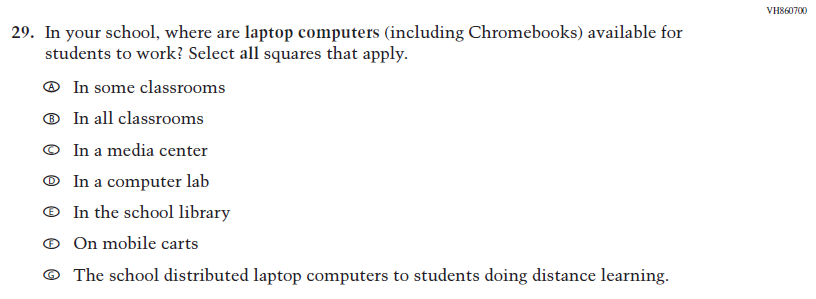 VH860700
29. In your school, where are laptop computers (including Chromebooks) available for
students to work? Select all squares that apply.
A In some classrooms
B In all classrooms
C In a media center
D In a computer lab
E In the school library
F On mobile carts
G The school distributed laptop computers to students doing distance learning.